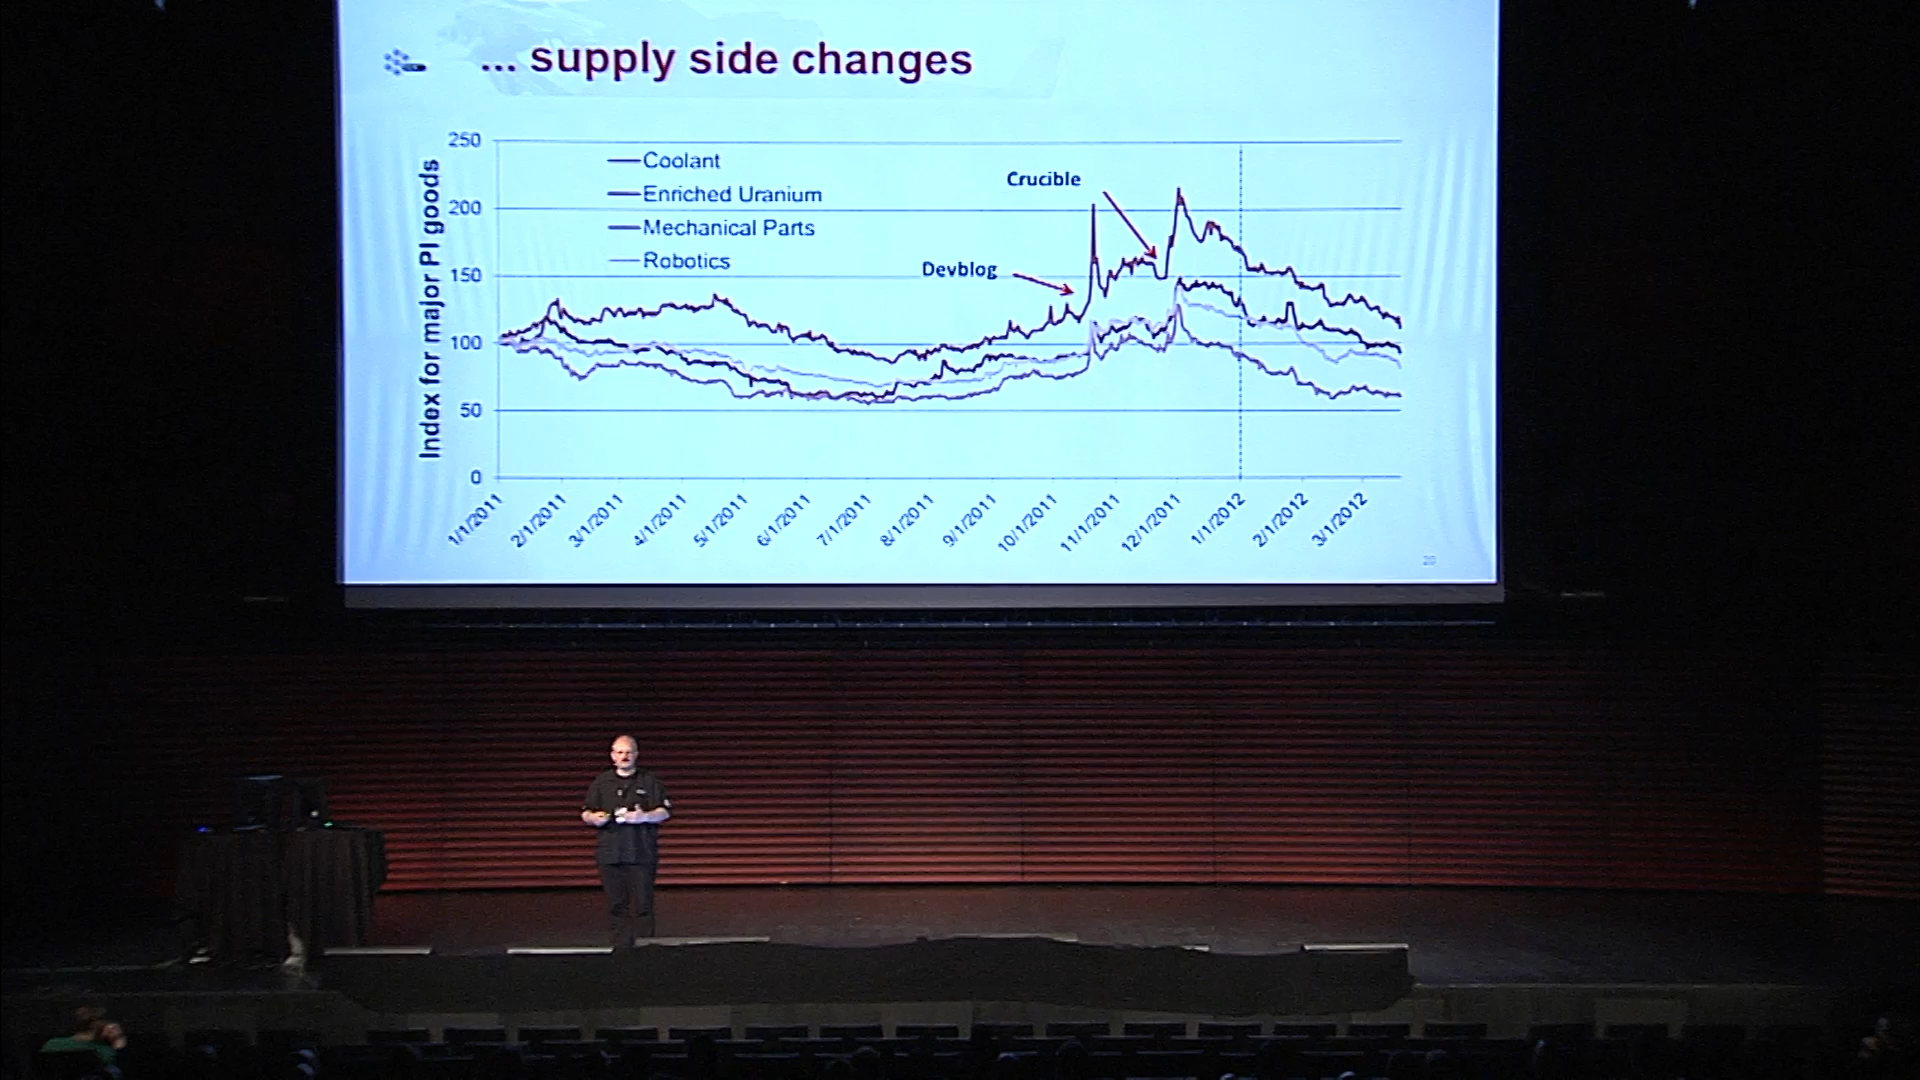 ... supply side changes
Index for major PI goods
250
200
150
100
50
0
Coolant
Enriched Uranium
Mechanical Parts
Robotics
Crucible
Devblog
1/1/2011
2/1/2011
3/1/2011
4/1/2011
5/1/2011
6/1/2011
7/1/2011
8/1/2011
9/1/2011
10/1/2011
11/1/2011
12/1/2011
1/1/2012
2/1/2012
3/1/2012
20